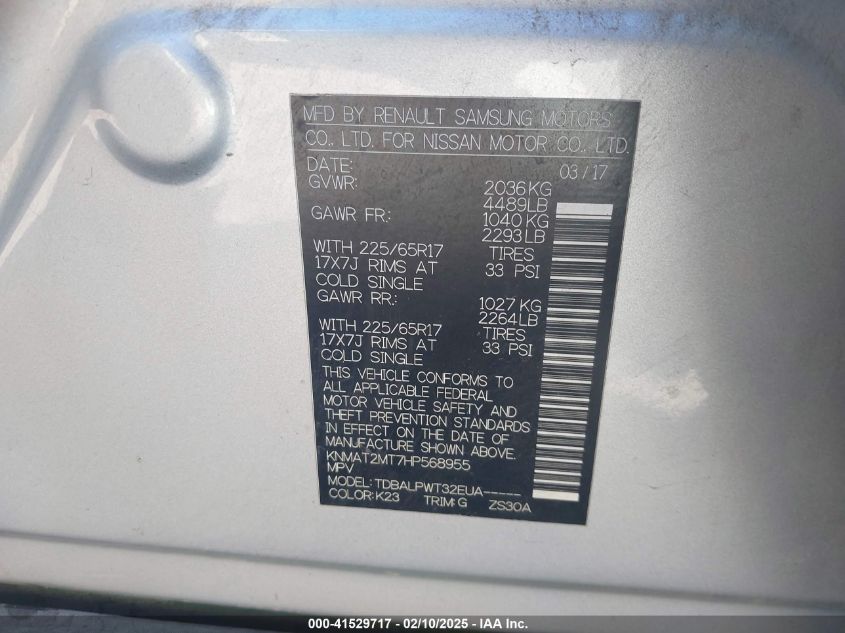 MFD BY RENAULT SAMSUNG MOTORS
CO., LTD. FOR NISSAN MOTOR CO., LTD.
DATE: 03/17
GVWR: 2036KG
4489LB
GAWR FR: 1040KG
2293LB
WITH 225/65R17 TIRES
17X7J RIMS AT 33 PSI
COLD SINGLE
GAWR RR: 1027KG
2264LB
WITH 225/65R17 TIRES
17X7J RIMS AT 33 PSI
COLD SINGLE
THIS VEHICLE CONFORMS TO
ALL APPLICABLE FEDERAL
MOTOR VEHICLE SAFETY AND
THEFT PREVENTION STANDARDS
IN EFFECT ON THE DATE OF
MANUFACTURE SHOWN ABOVE.
KNMAT2MT7HP568955
MPV
MODEL: TDBALPWT32EUA-----
COLOR: K23 TRIM: G ZS30A
000-41529717 - 02/10/2025 - IAA Inc.